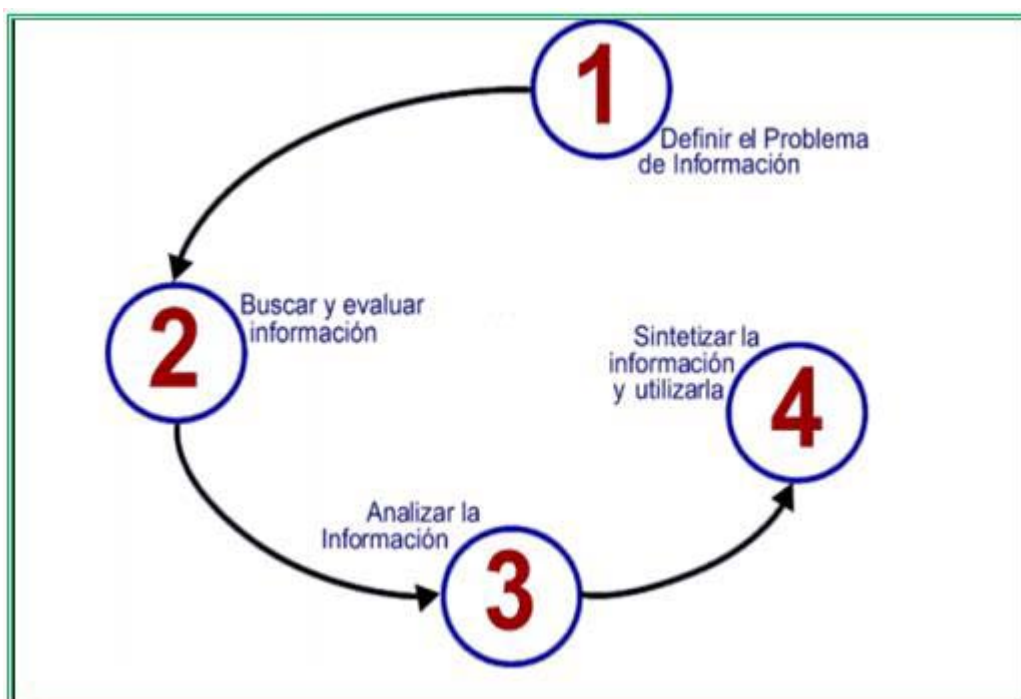 1
Definir el Problema
de Información
2
Buscar y evaluar
información
3
Analizar la
Información
4
Sintetizar la
información
y utilizarla